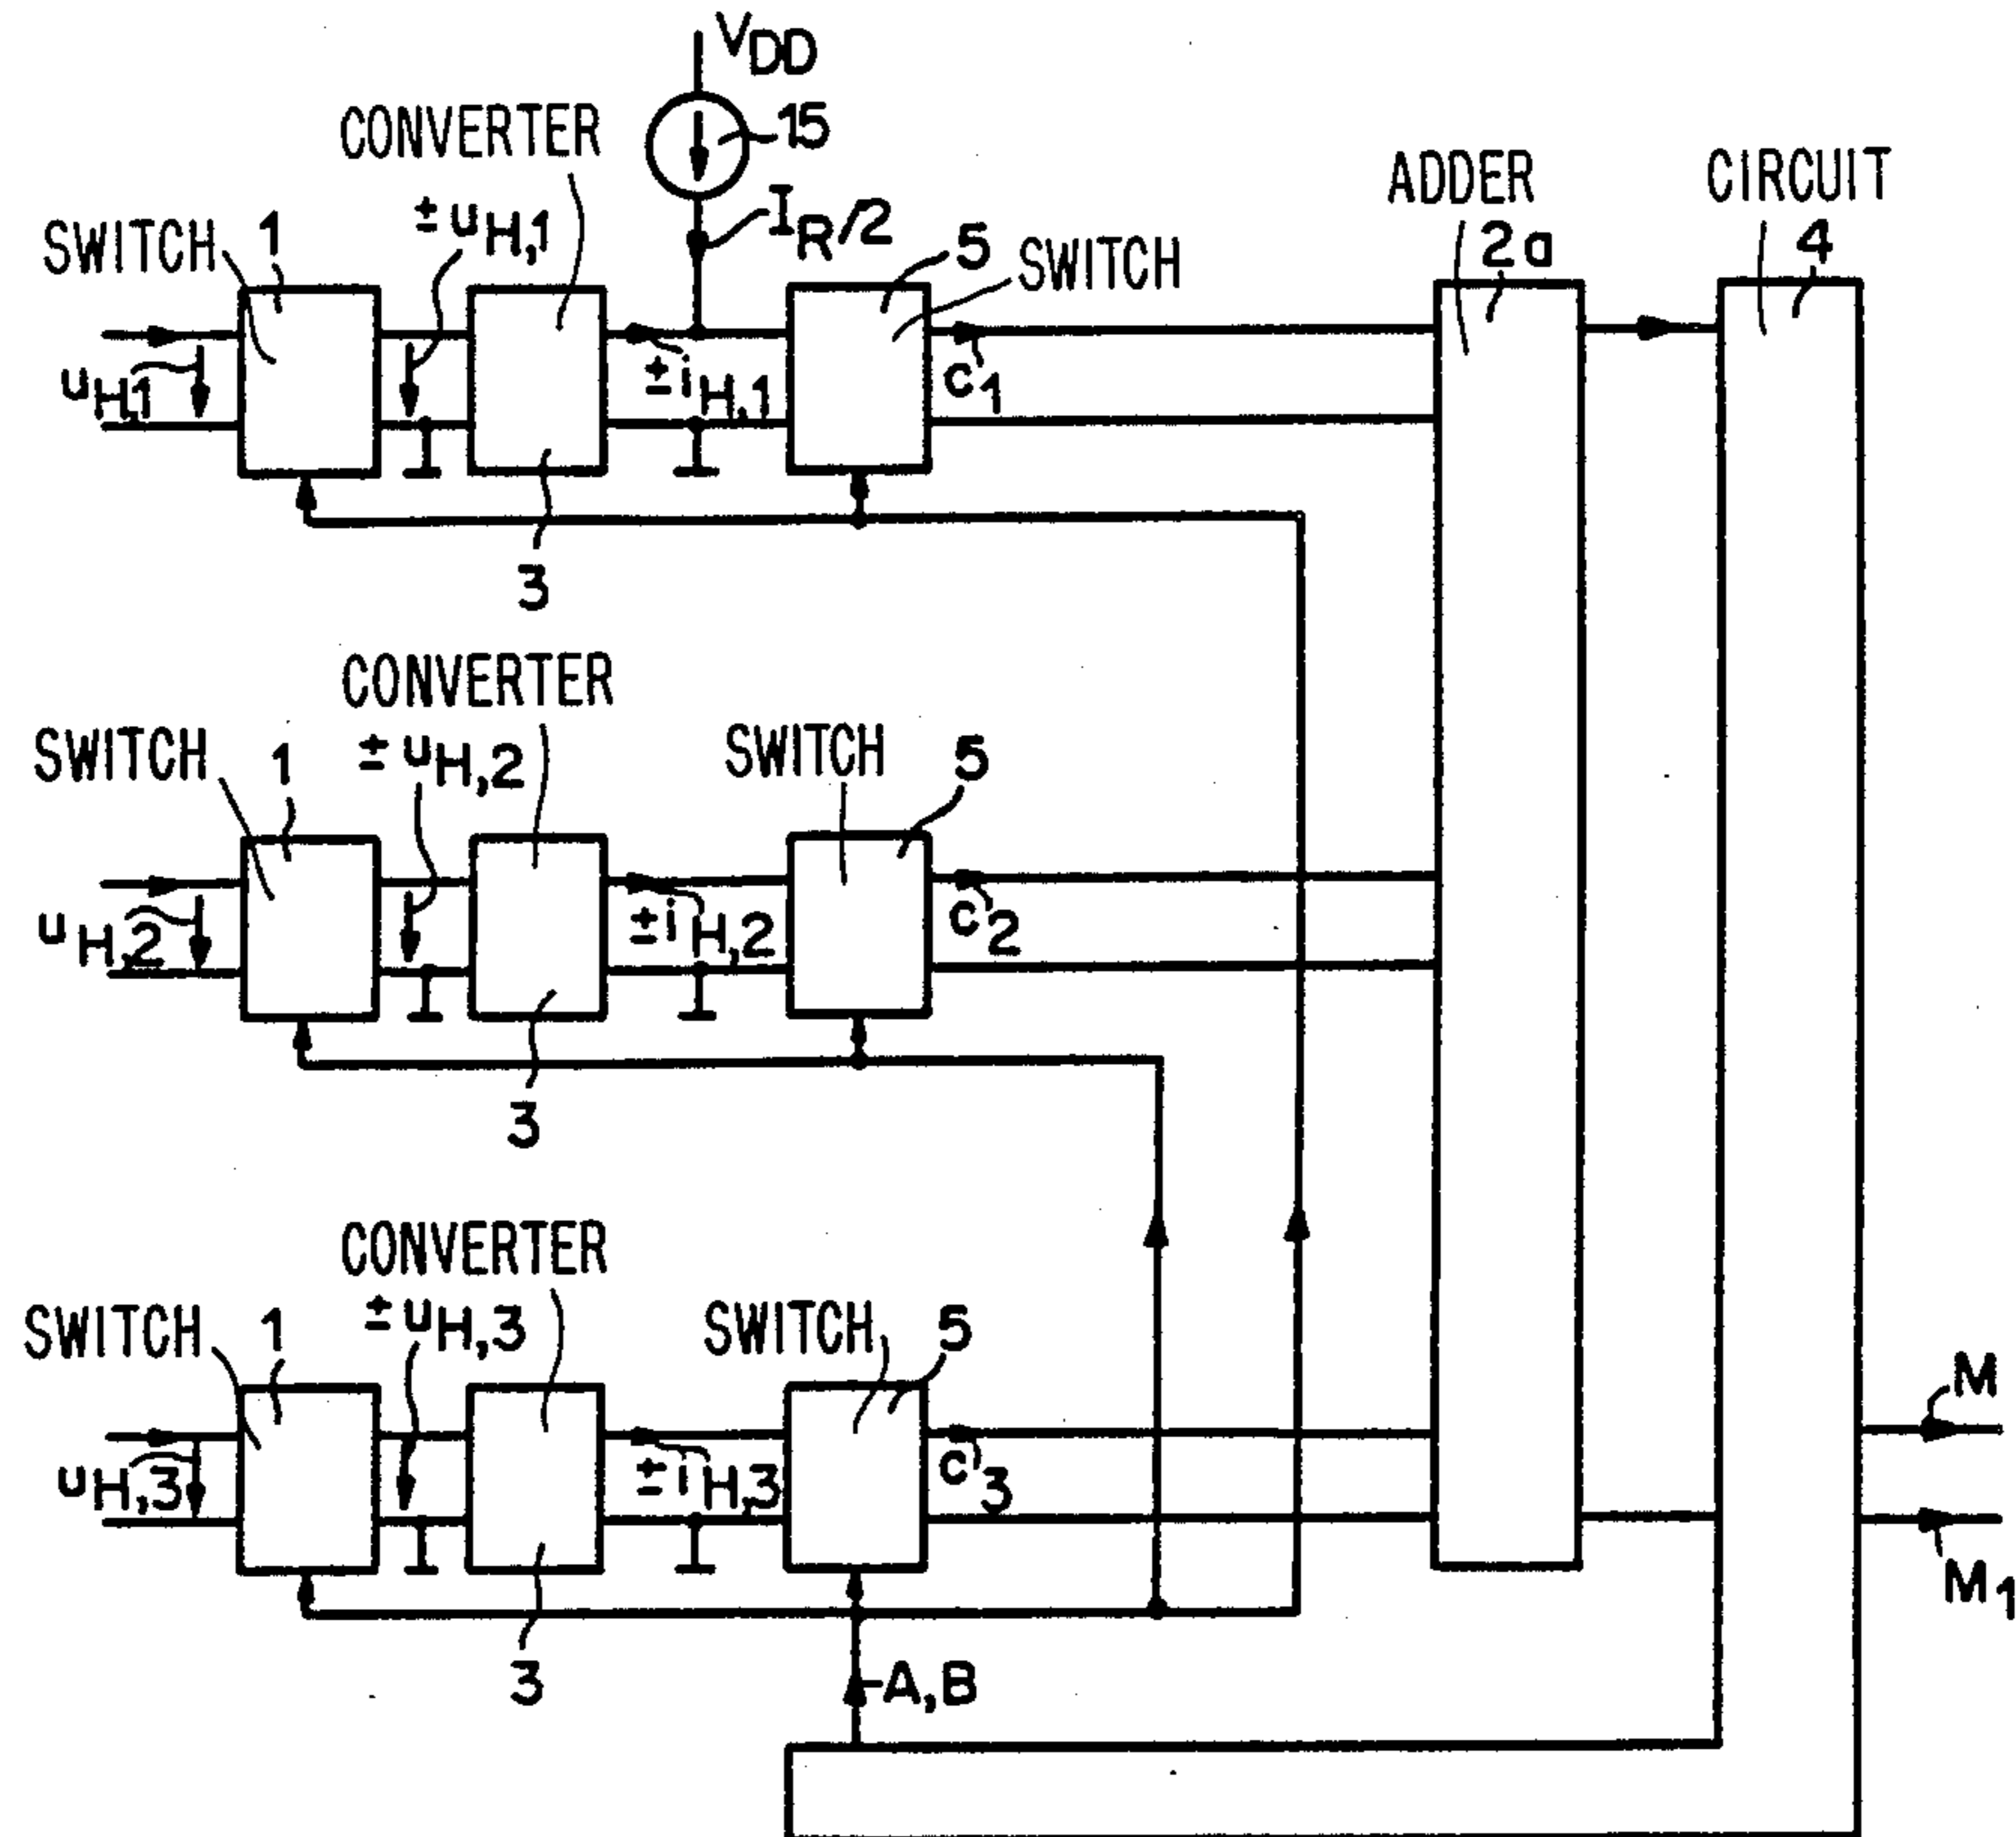 VDD
CONVERTER
15
SWITCH 1
± uH,1
IR/2
5 SWITCH
ADDER
2a
CIRCUIT
4
uH,1
±iH,1
c1
3
CONVERTER
SWITCH 1
± uH,2
SWITCH 5
uH,2
±iH,2
c2
3
CONVERTER
SWITCH 1
± uH,3
SWITCH 5
uH,3
±iH,3
c3
M
M1
3
A,B